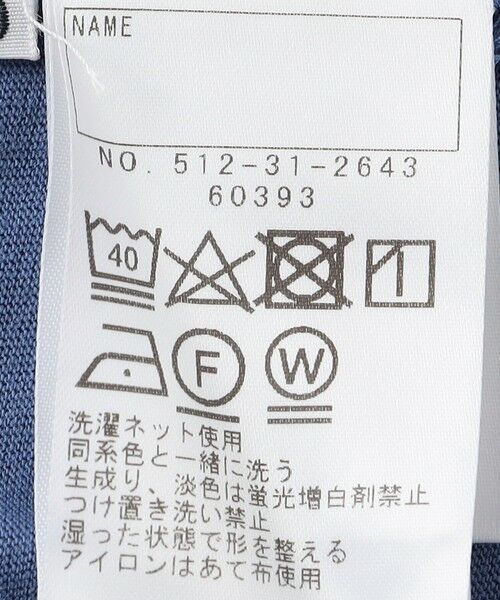 NAME
NO. 512-31-2643
60393
40
F
W
洗濯ネット使用
同系色と一緒に洗う
生成り、淡色は蛍光増白剤禁止
つけ置き洗い禁止
湿った状態で形を整える
アイロンはあて布使用